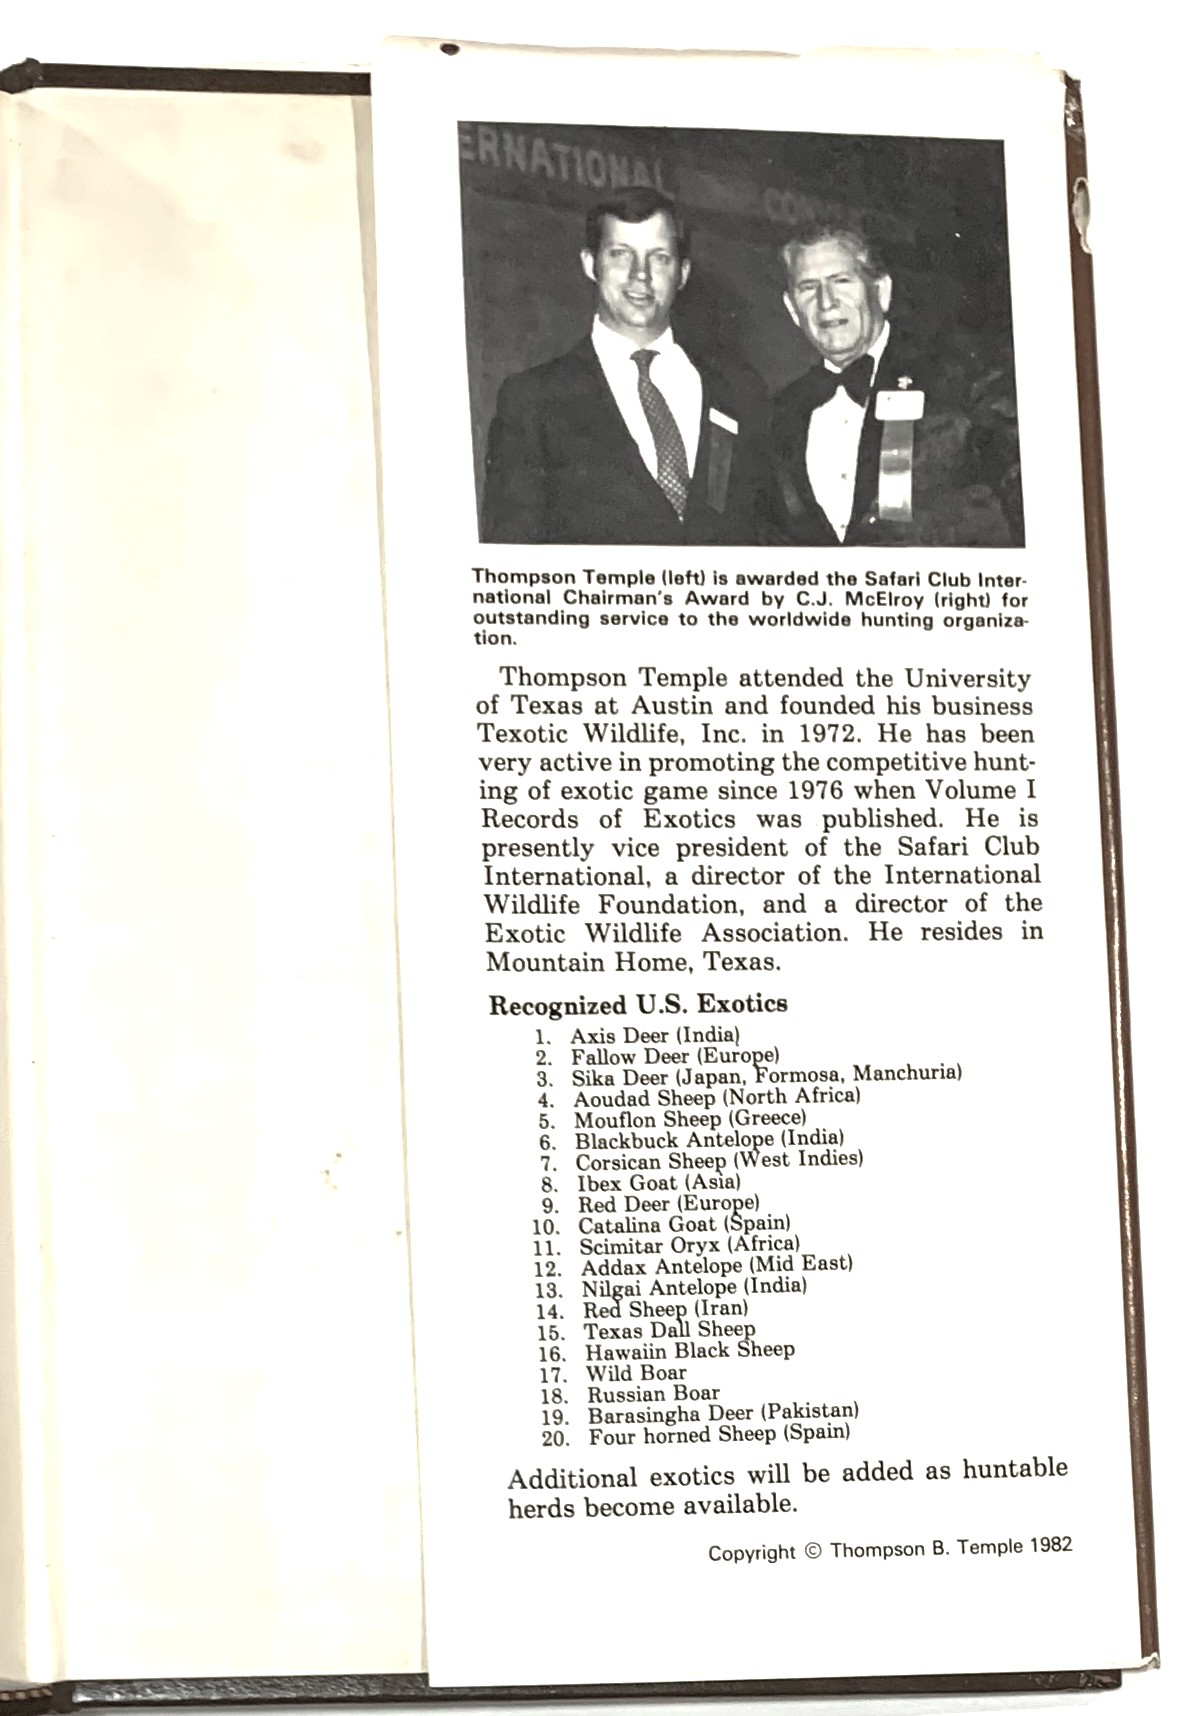 ERNATIONAL
Thompson Temple (left) is awarded the Safari Club Inter-
national Chairman's Award by C.J. McElroy (right) for
outstanding service to the worldwide hunting organiza-
tion.
Thompson Temple attended the University
of Texas at Austin and founded his business
Texotic Wildlife, Inc. in 1972. He has been
very active in promoting the competitive hunt-
ing of exotic game since 1976 when Volume I
Records of Exotics was published. He is
presently vice president of the Safari Club
International, a director of the International
Wildlife Foundation, and a director of the
Exotic Wildlife Association. He resides in
Mountain Home, Texas.
Recognized U.S. Exotics
1. Axis Deer (India)
2. Fallow Deer (Europe)
3. Sika Deer (Japan, Formosa, Manchuria)
4. Aoudad Sheep (North Africa)
5. Mouflon Sheep (Greece)
6. Blackbuck Antelope (India)
7. Corsican Sheep (West Indies)
8. Ibex Goat (Asia)
9. Red Deer (Europe)
10. Catalina Goat (Spain)
11. Scimitar Oryx (Africa)
12. Addax Antelope (Mid East)
13. Nilgai Antelope (India)
14. Red Sheep (Iran)
15. Texas Dall Sheep
16. Hawaiin Black Sheep
17. Wild Boar
18. Russian Boar
19. Barasingha Deer (Pakistan)
20. Four horned Sheep (Spain)
Additional exotics will be added as huntable
herds become available.
Copyright © Thompson B. Temple 1982